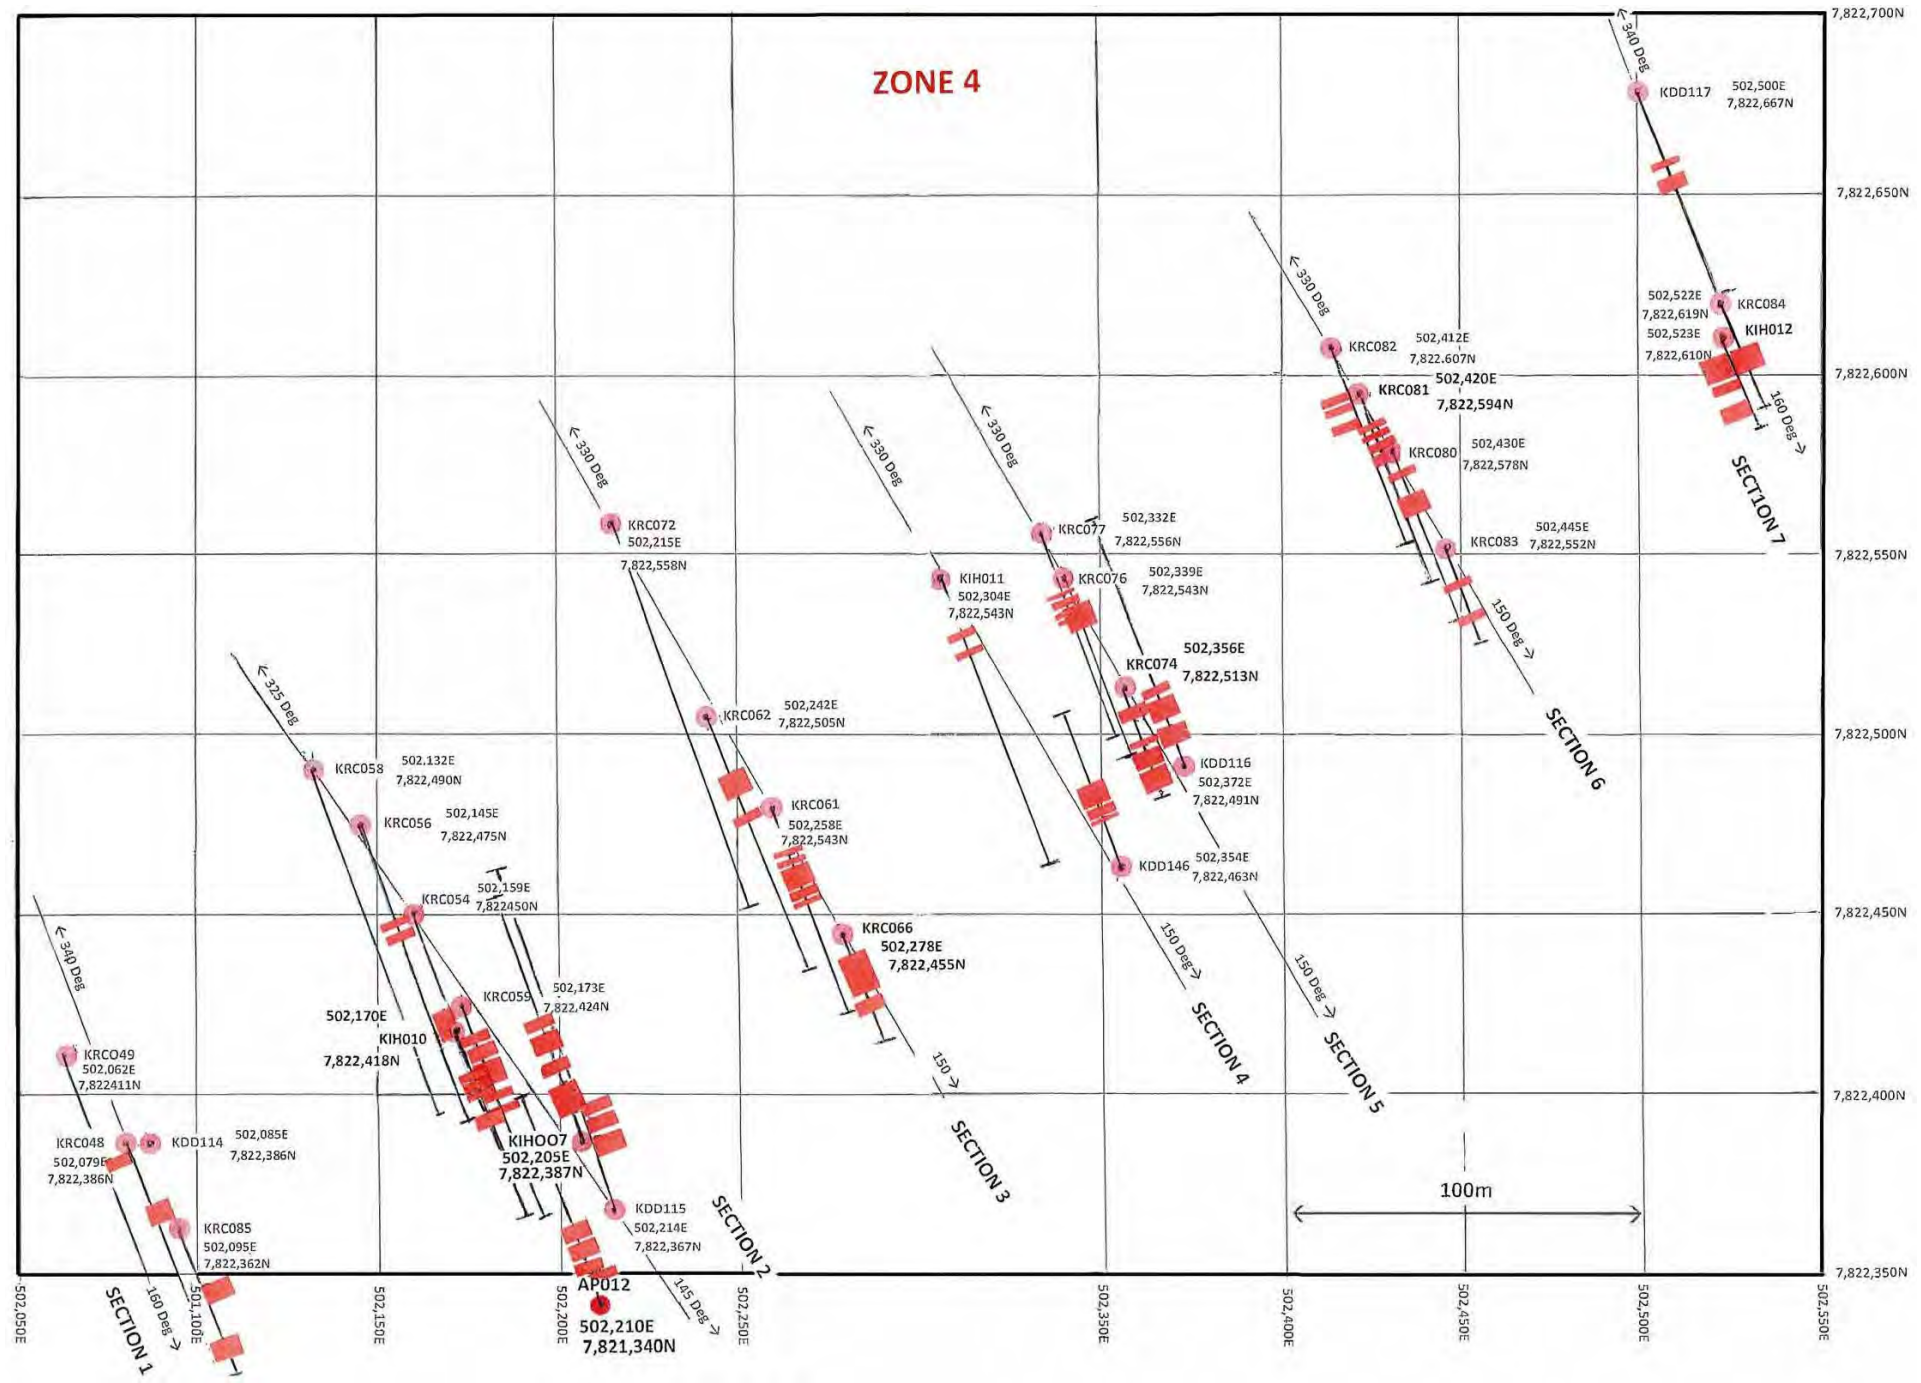 7,822,700N
<- 340 Deg
ZONE 4
KDD117
502,500E
7,822,667N
7,822,650N
<- 330 Deg
502,522E
KRC084
7,822,619N
502,523E
KIH012
7,822,610N
KRC082
502,412E
7,822.607N
7,822,600N
KRC081
502,420E
7,822,594N
160 Deg ->
<- 330 Deg
<- 330 Deg
<- 330 Deg
KRC080
502,430E
7,822,578N
SECT1ON 7
KRC072
502,215E
7,822,558N
KRC077
502,332E
7,822,556N
KRC083
502,445E
7,822,552N
7,822,550N
KIH011
502,304E
7,822,543N
KRC076
502,339E
7,822,543N
150 Deg ->
<- 325 Deg
KRC074
502,356E
7,822,513N
KRC062
502,242E
7,822,505N
SECTION 6
7,822,500N
KRC058
502,132E
7,822,490N
KDD116
502,372E
7,822,491N
KRC056
502,145E
7,822,475N
KRC061
502,258E
7,822,543N
KDD146
502,354E
7,822,463N
KRC054
502,159E
7,822450N
7,822,450N
KRC066
502,278E
7,822,455N
<- 340 Deg
150 Deg ->
150 Deg ->
KRC059
502,173E
7,822,424N
502,170E
KIH010
7,822,418N
SECTION 4
SECTION 5
KRCO49
502,062E
7,822411N
150 ->
7,822,400N
KRC048
502,079E
7,822,386N
KDD114
502,085E
7,822,386N
KIHOO7
502,205E
7,822,387N
SECTION 3
100m
KRC085
502,095E
7,822,362N
KDD115
502,214E
7,822,367N
SECTION 2
7,822,350N
AP012
502,210E
7,821,340N
145 Deg ->
160 Deg ->
SECTION 1
502,050E
501,100E
502,150E
502,200E
502,250E
502,350E
502,400E
502,450E
502,500E
502,550E